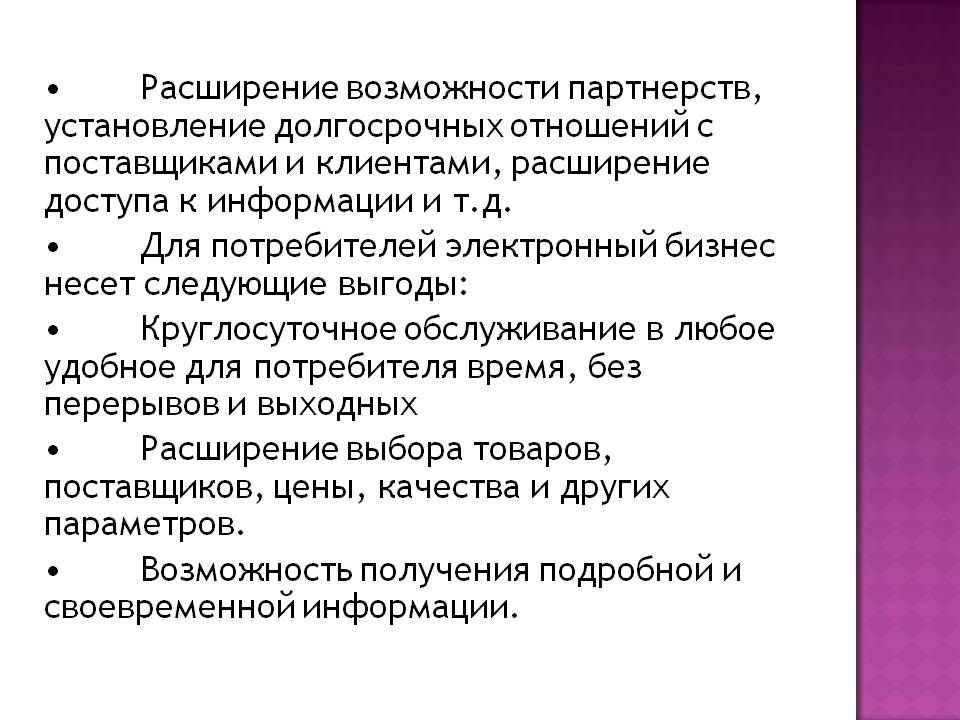 • Расширение возможности партнерств,
установление долгосрочных отношений с
поставщиками и клиентами, расширение
доступа к информации и т.д.
• Для потребителей электронный бизнес
несет следующие выгоды:
• Круглосуточное обслуживание в любое
удобное для потребителя время, без
перерывов и выходных
• Расширение выбора товаров,
поставщиков, цены, качества и других
параметров.
• Возможность получения подробной и
своевременной информации.